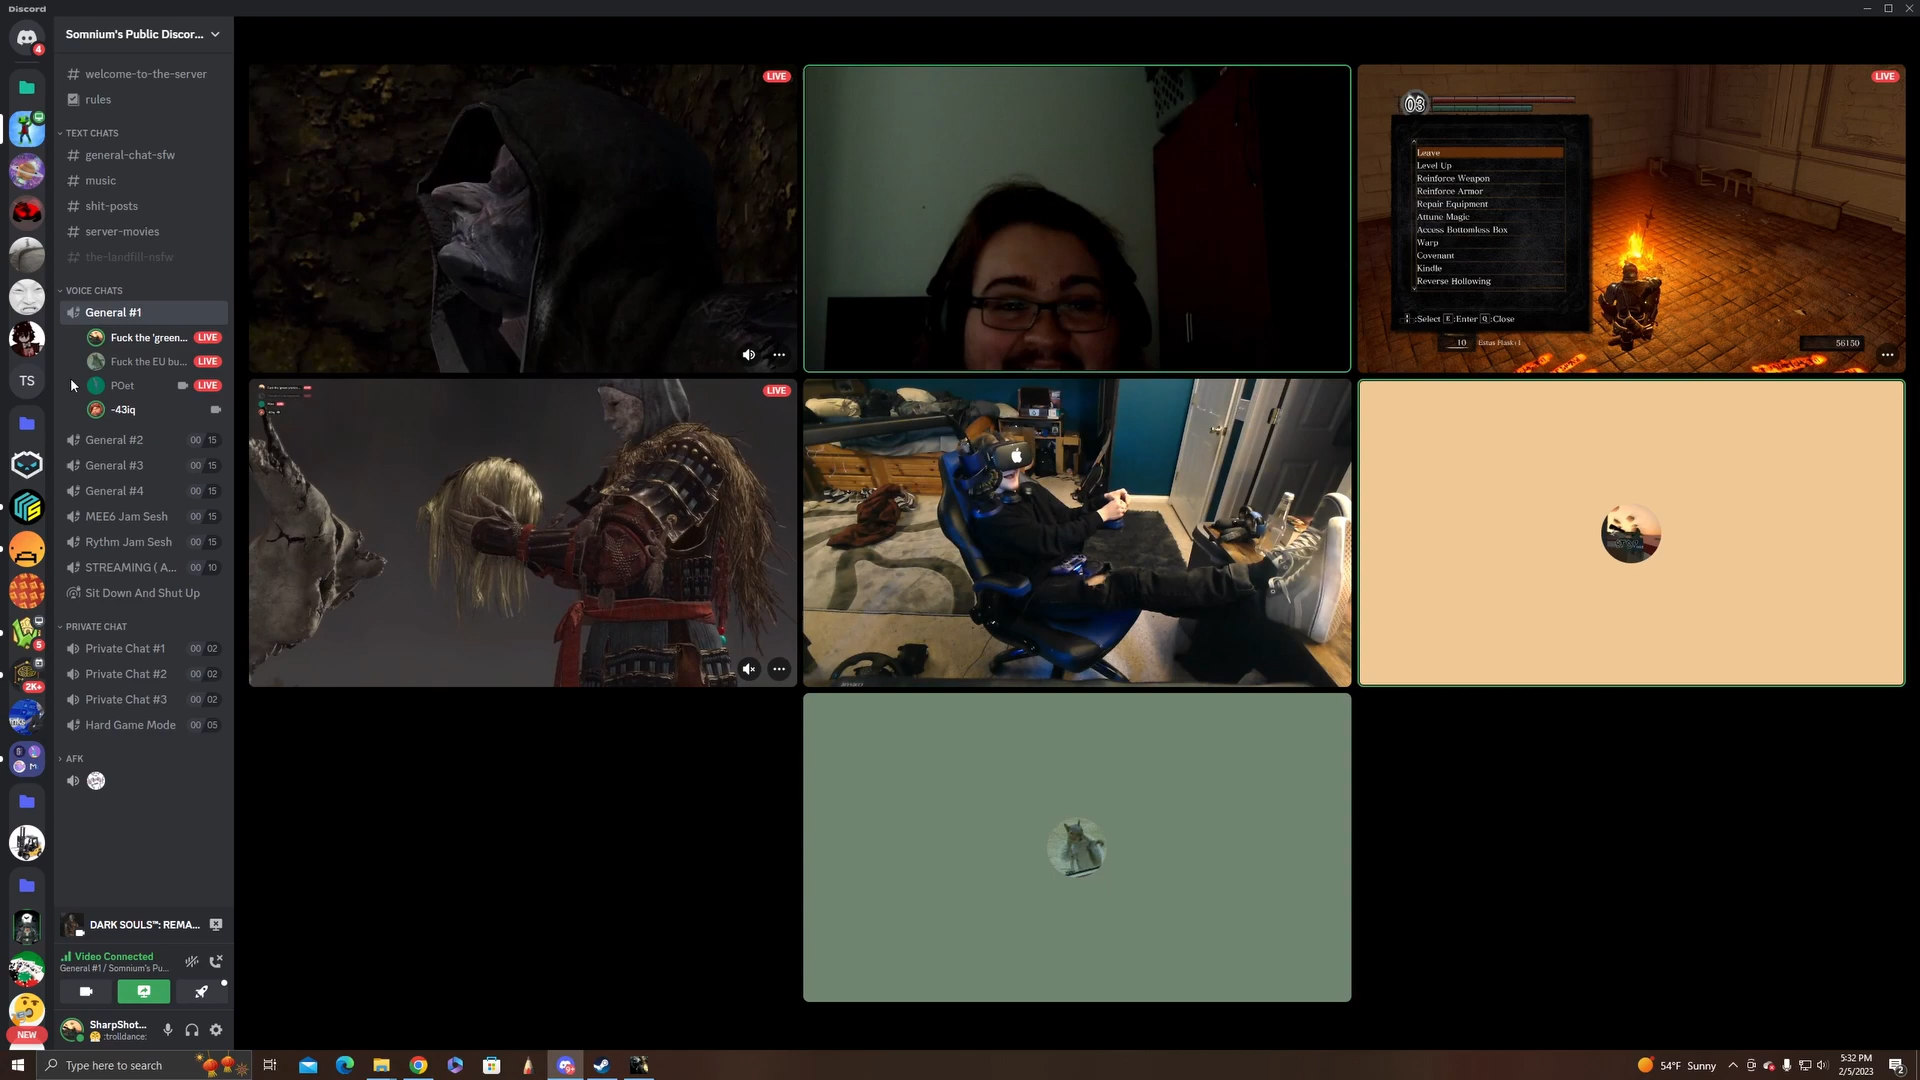 Discord
Somnium's Public Discor...
4
welcome-to-the-server
rules
TEXT CHATS
general-chat-sfw
music
shit-posts
server-movies
the-landfill-nsfw
VOICE CHATS
General #1
Fuck the 'green... LIVE
Fuck the EU bu... LIVE
POet LIVE
-43iq
General #2 00 15
General #3 00 15
General #4 00 15
MEE6 Jam Sesh 00 15
Rythm Jam Sesh 00 15
STREAMING ( A... 00 10
Sit Down And Shut Up
PRIVATE CHAT
Private Chat #1 00 02
Private Chat #2 00 02
Private Chat #3 00 02
Hard Game Mode 00 05
AFK
TS
5
2K+
NEW
DARK SOULS™: REMA...
Video Connected
General #1 / Somnium's Pu...
SharpShot...
:trolldance:
LIVE
LIVE
03
Leave
Level Up
Reinforce Weapon
Reinforce Armor
Repair Equipment
Attune Magic
Access Bottomless Box
Warp
Covenant
Kindle
Reverse Hollowing
:Select E:Enter Q:Close
10 Estus Flask+1
56150
LIVE
Type here to search
9+
54°F Sunny
5:32 PM
2/5/2023
2